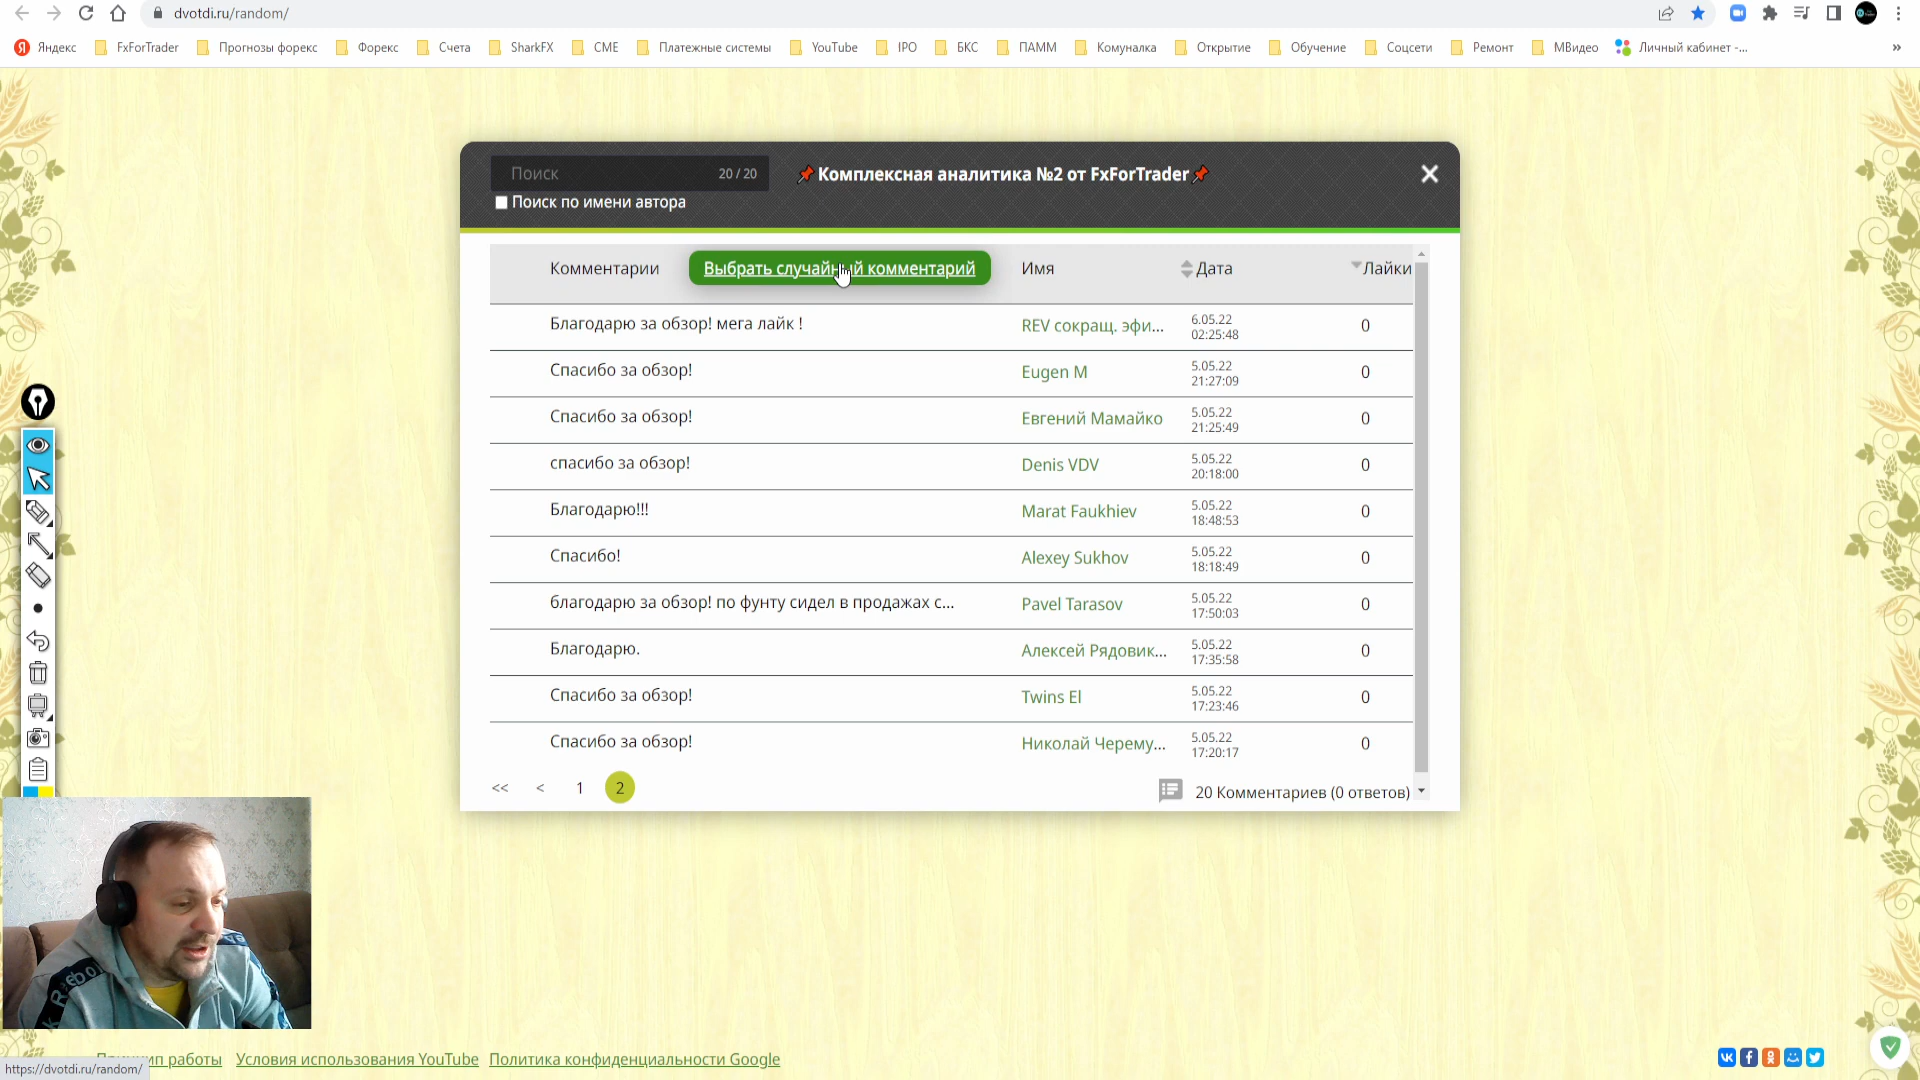 dvotdi.ru/random/
Яндекс FxForTrader Прогнозы форекс Форекс Счета SharkFX CME Платежные системы YouTube IPO БКС ПАММ Комуналка Открытие Обучение Соцсети Ремонт МВидео Личный кабинет -... »
Поиск 20 / 20 Комплексная аналитика №2 от FxForTrader
Поиск по имени автора
Комментарии Выбрать случайный комментарий Имя Дата Лайки
Благодарю за обзор! мега лайк ! REV сокращ. эфи... 6.05.22 0
02:25:48
Спасибо за обзор! Eugen M 5.05.22 0
21:27:09
Спасибо за обзор! Евгений Мамайко 5.05.22 0
21:25:49
спасибо за обзор! Denis VDV 5.05.22 0
20:18:00
Благодарю!!! Marat Faukhiev 5.05.22 0
18:48:53
Спасибо! Alexey Sukhov 5.05.22 0
18:18:49
благодарю за обзор! по фунту сидел в продажах с... Pavel Tarasov 5.05.22 0
17:50:03
Благодарю. Алексей Рядовик... 5.05.22 0
17:35:58
Спасибо за обзор! Twins El 5.05.22 0
17:23:46
Спасибо за обзор! Николай Черему... 5.05.22 0
17:20:17
<< < 1 2 20 Комментариев (0 ответов)
Reebok
Принцип работы Условия использования YouTube Политика конфиденциальности Google
https://dvotdi.ru/random/